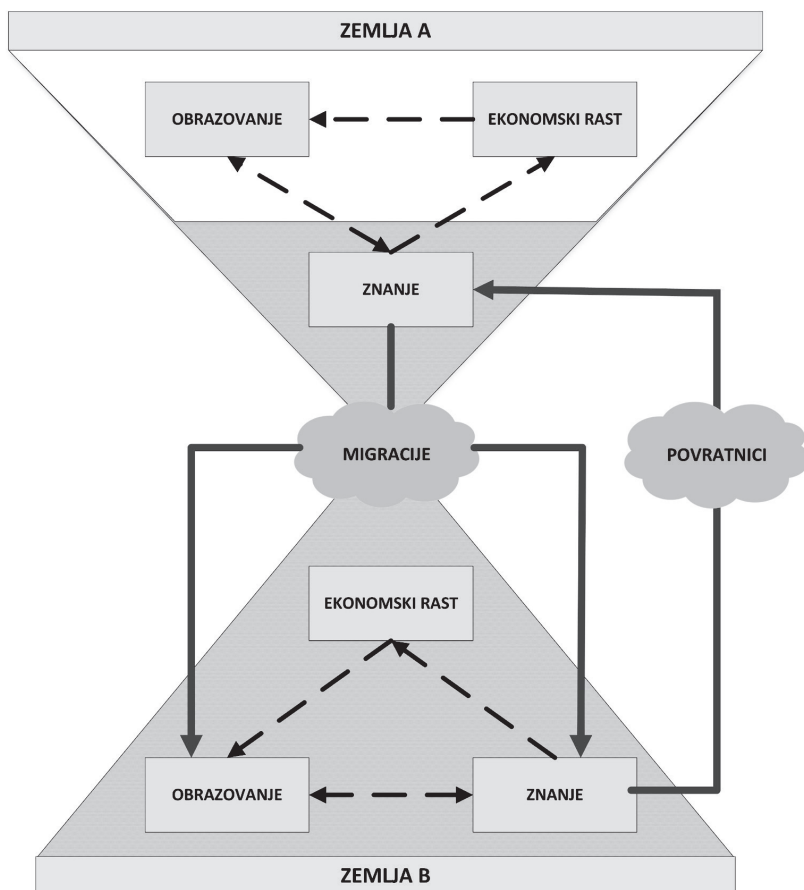 ZEMLJA A
OBRAZOVANJE
EKONOMSKI RAST
ZNANJE
MIGRACIJE
POVRATNICI
EKONOMSKI RAST
OBRAZOVANJE
ZNANJE
ZEMLJA B